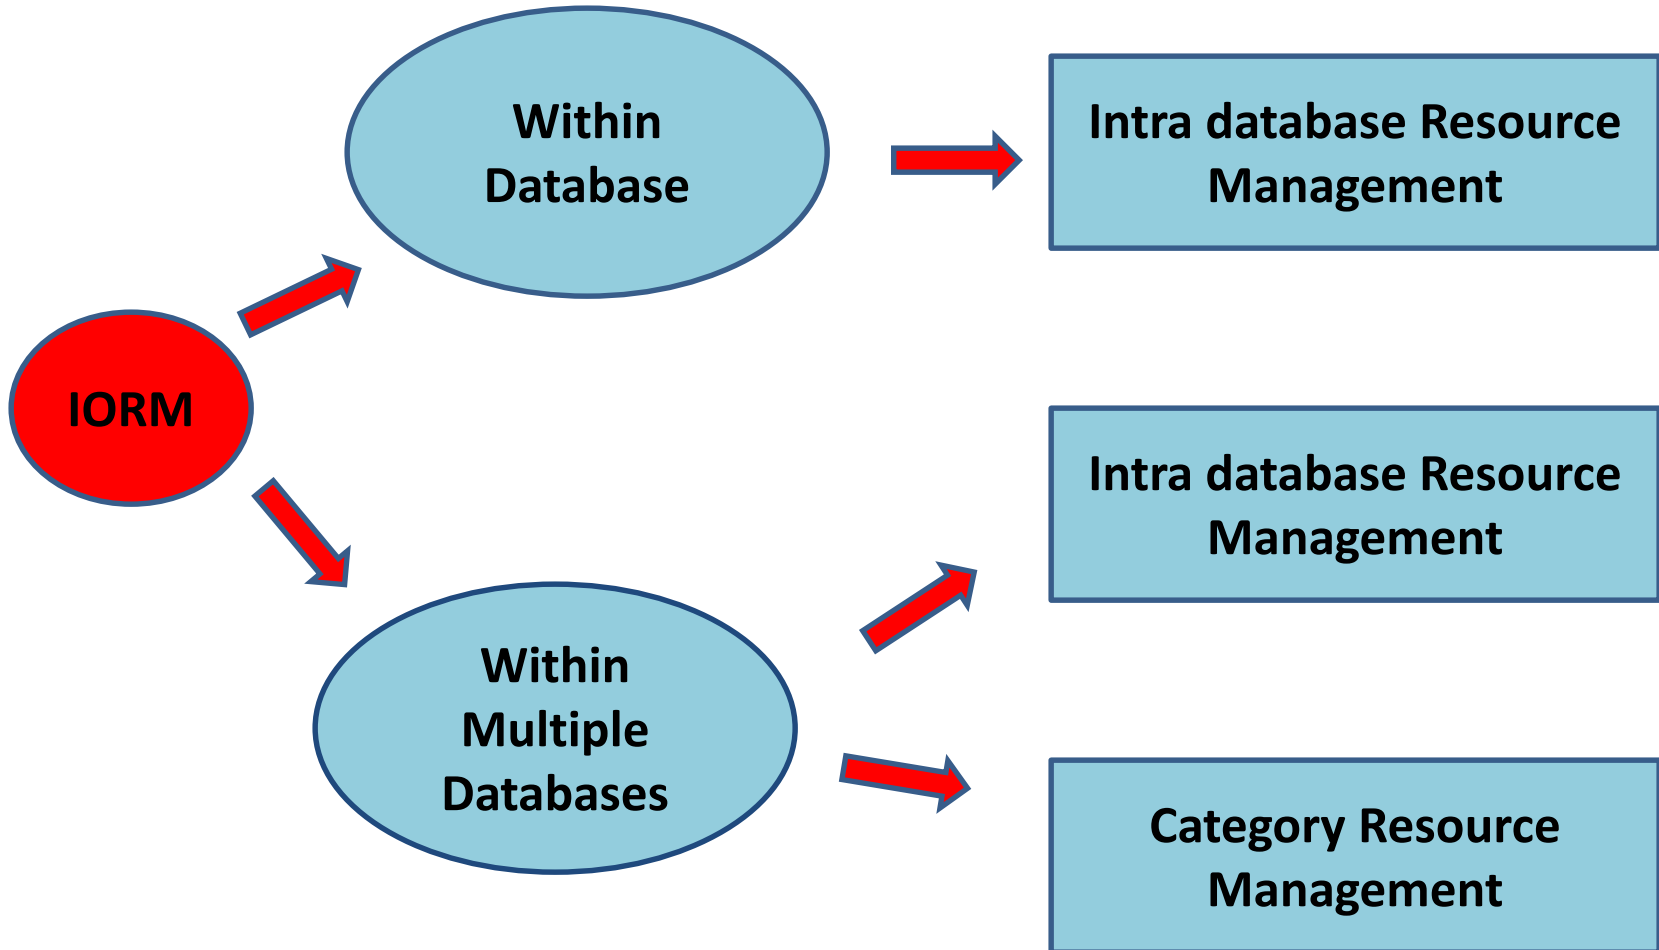 Within
Database
Intra database Resource
Management
IORM
Intra database Resource
Management
Within
Multiple
Databases
Category Resource
Management